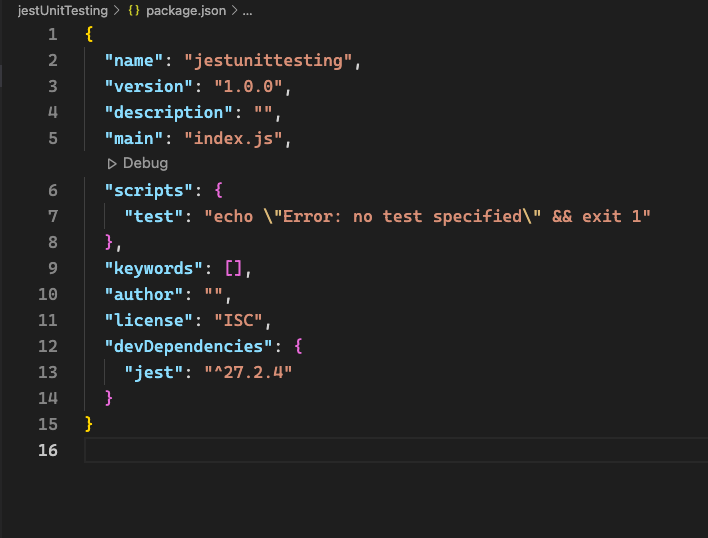 jestUnitTesting > {} package.json > ...
1 {
2   "name": "jestunittesting",
3   "version": "1.0.0",
4   "description": "",
5   "main": "index.js",
Debug
6   "scripts": {
7     "test": "echo \"Error: no test specified\" && exit 1"
8   },
9   "keywords": [],
10   "author": "",
11   "license": "ISC",
12   "devDependencies": {
13     "jest": "^27.2.4"
14   }
15 }
16